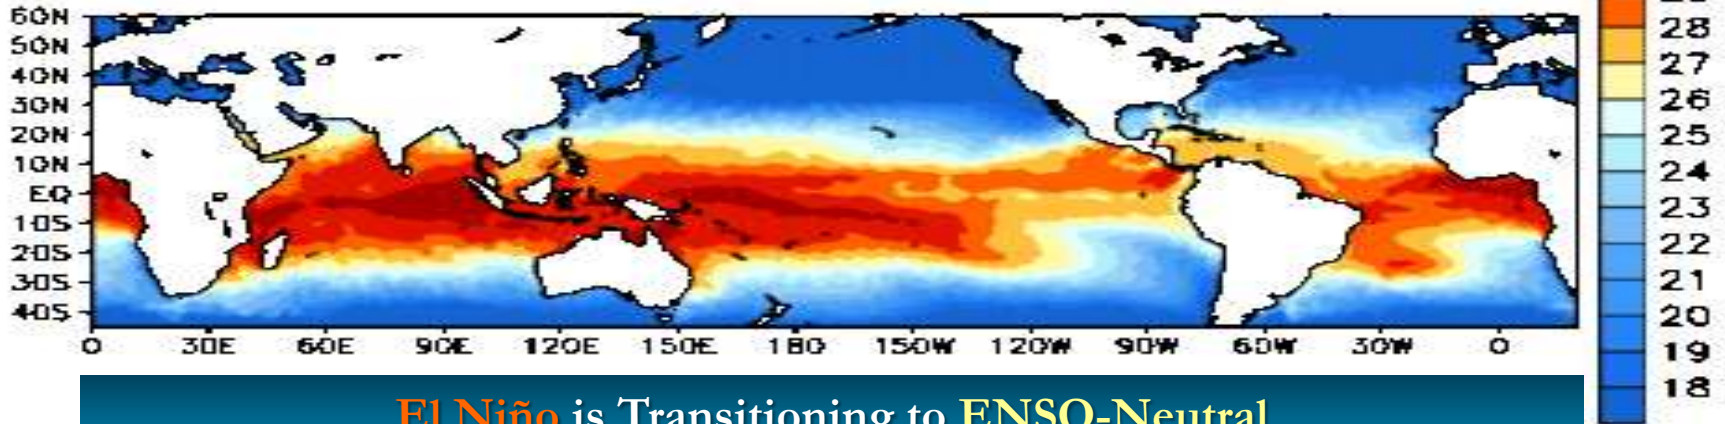 60N
50N
40N
30N
20N
10N
EQ
10S
20S
30S
40S
0 30E 60E 90E 120E 150E 180 150W 120W 90W 60W 30W 0
28
27
26
25
24
23
22
21
20
19
18
El Niño is Transitioning to ENSO-Neutral